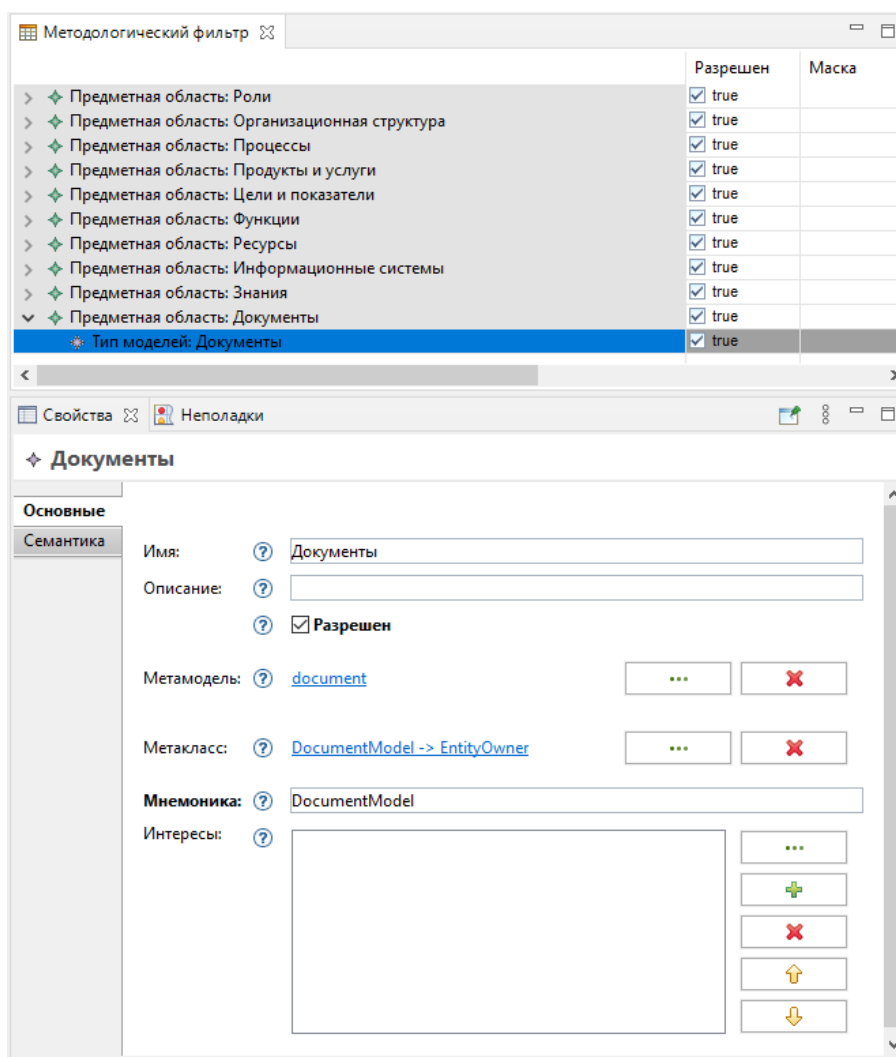 Методологический фильтр
Разрешен Маска
Предметная область: Роли true
Предметная область: Организационная структура true
Предметная область: Процессы true
Предметная область: Продукты и услуги true
Предметная область: Цели и показатели true
Предметная область: Функции true
Предметная область: Ресурсы true
Предметная область: Информационные системы true
Предметная область: Знания true
Предметная область: Документы true
Тип моделей: Документы true
Свойства Неполадки
Документы
Основные
Семантика
Имя: Документы
Описание:
Разрешен
Метамодель: document
Метакласс: DocumentModel -> EntityOwner
Мнемоника: DocumentModel
Интересы: